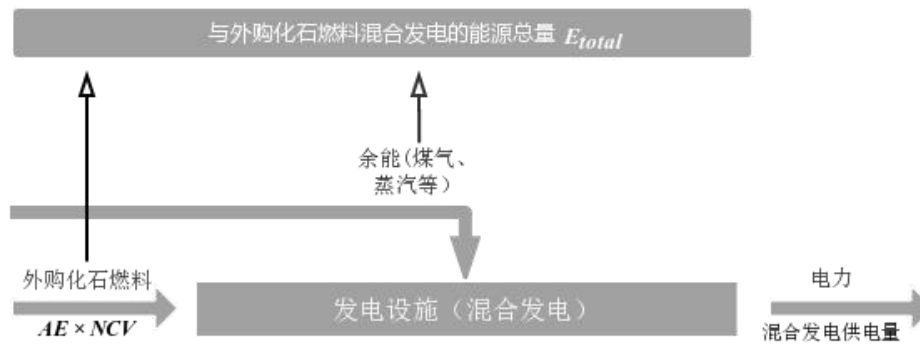 与外购化石燃料混合发电的能源总量 E_total
余能(煤气、
蒸汽等）
外购化石燃料
AE × NCV
发电设施（混合发电）
电力
混合发电供电量